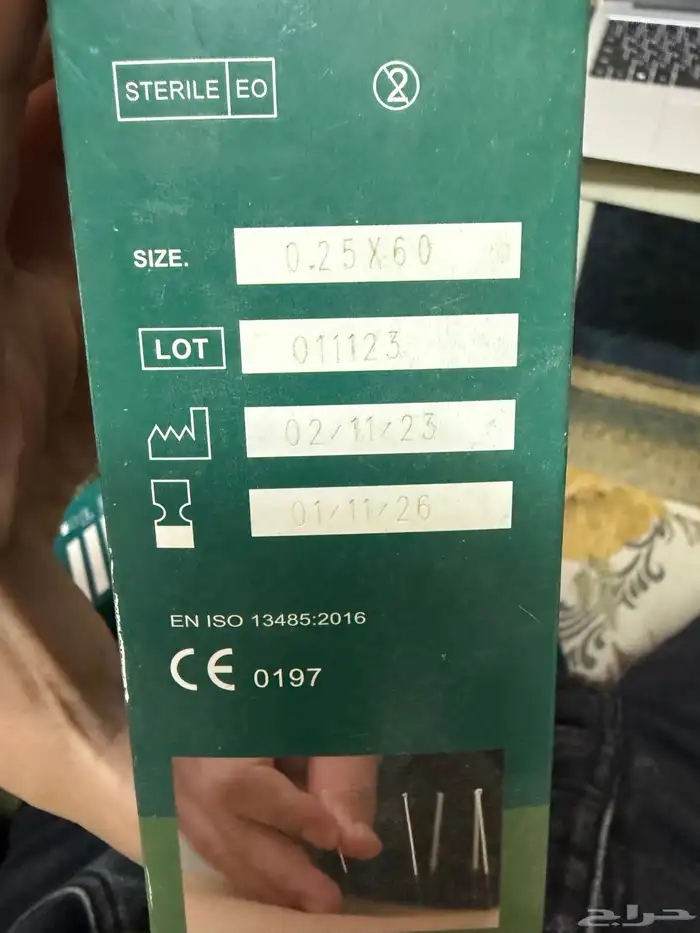 STERILE EO
2
SIZE. 0.25X60
LOT 011123
02/11/23
01/11/26
EN ISO 13485:2016
CE 0197
حراج